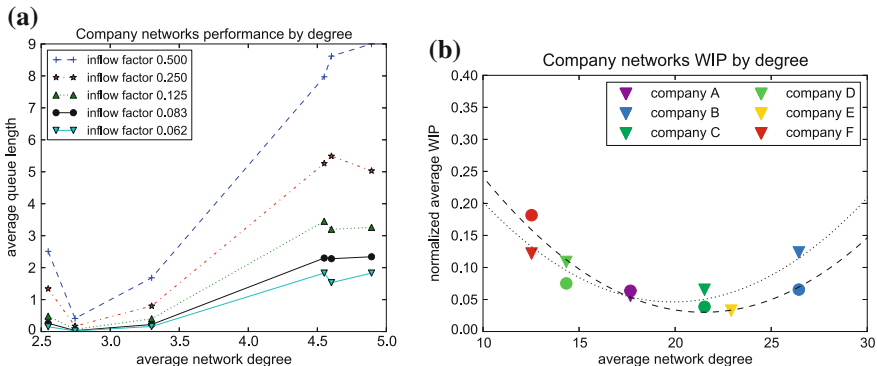 (a)
Company networks performance by degree
9
8
7
6
5
4
3
2
1
0
2.5 3.0 3.5 4.0 4.5 5.0
average queue length
average network degree
inflow factor 0.500
inflow factor 0.250
inflow factor 0.125
inflow factor 0.083
inflow factor 0.062
(b)
Company networks WIP by degree
0.40
0.35
0.30
0.25
0.20
0.15
0.10
0.05
0.00
10 15 20 25 30
normalized average WIP
average network degree
company A
company B
company C
company D
company E
company F